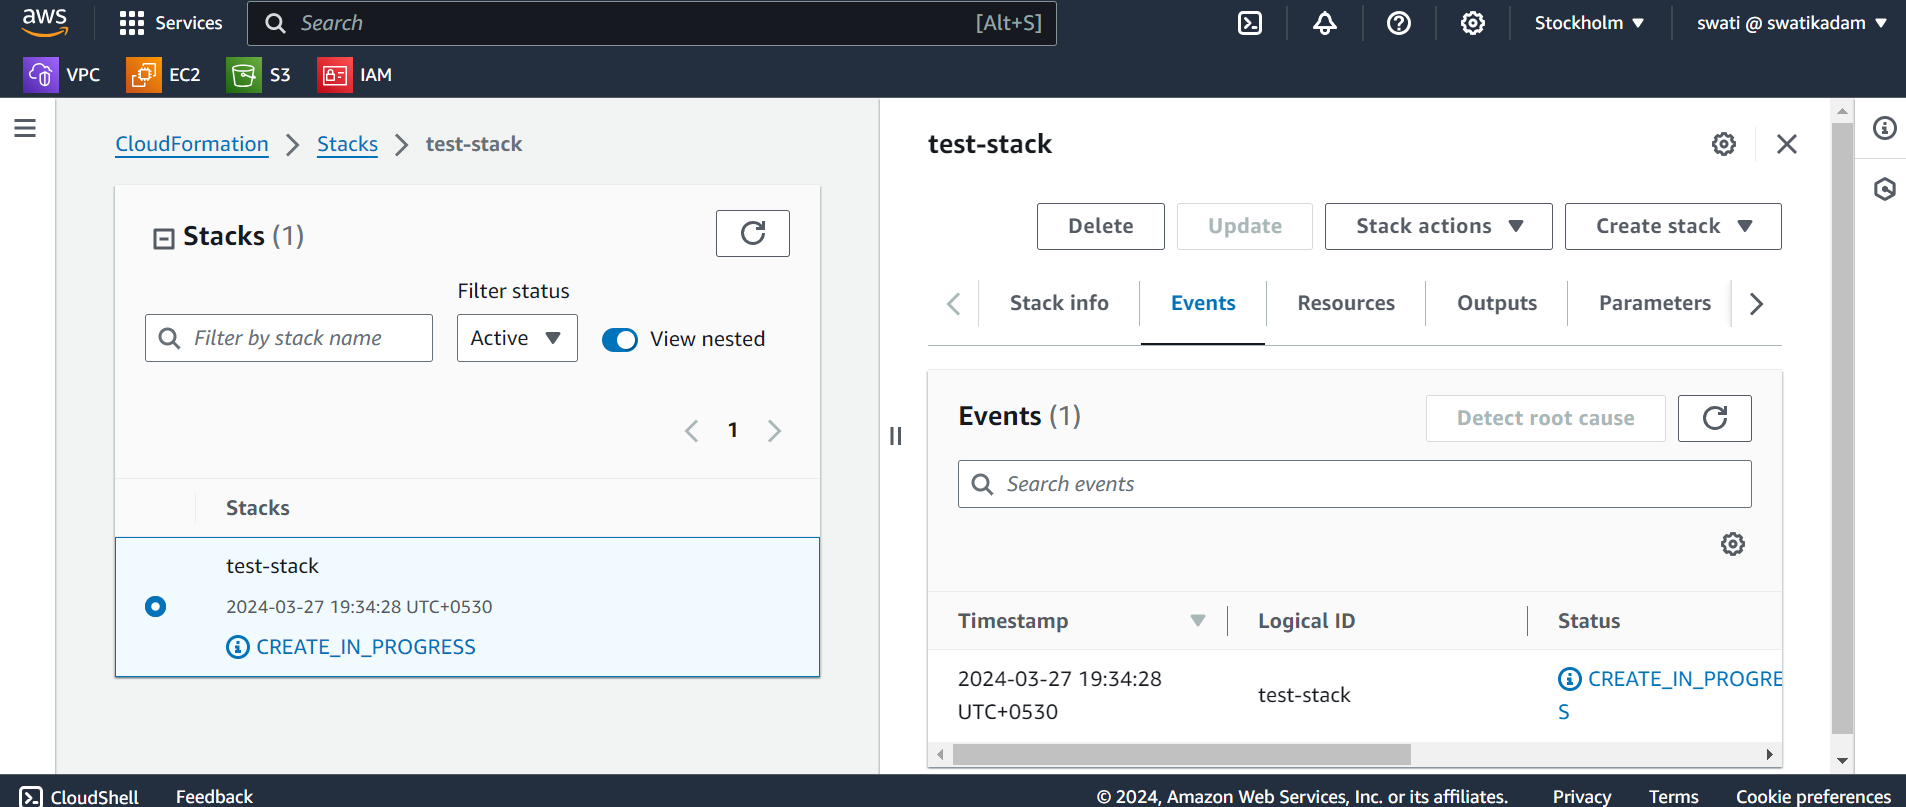 aws
Services
Search
[Alt+S]
Stockholm
swati @ swatikadam
VPC
EC2
S3
IAM
CloudFormation
Stacks
test-stack
Stacks (1)
Filter status
Filter by stack name
Active
View nested
1
Stacks
test-stack
2024-03-27 19:34:28 UTC+0530
CREATE_IN_PROGRESS
test-stack
Delete
Update
Stack actions
Create stack
Stack info
Events
Resources
Outputs
Parameters
Events (1)
Detect root cause
Search events
Timestamp
Logical ID
Status
2024-03-27 19:34:28
UTC+0530
test-stack
CREATE_IN_PROGRE
S
CloudShell
Feedback
© 2024, Amazon Web Services, Inc. or its affiliates.
Privacy
Terms
Cookie preferences